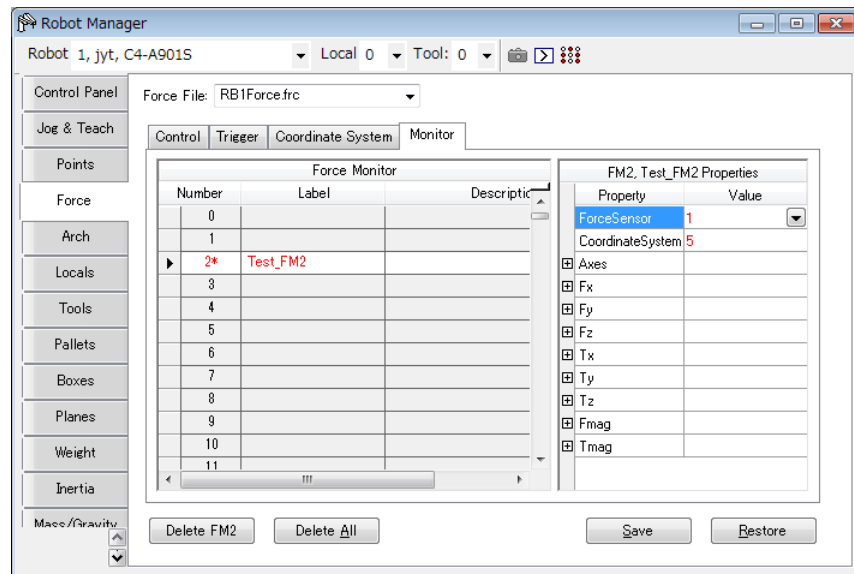 Robot Manager
Robot 1, jyt, C4-A901S Local 0 Tool: 0
Control Panel
Jog & Teach
Points
Force
Arch
Locals
Tools
Pallets
Boxes
Planes
Weight
Inertia
Mass/Gravity
Force File: RB1Force.frc
Control Trigger Coordinate System Monitor
Force Monitor
Number Label Descriptic
0
1
2* Test_FM2
3
4
5
6
7
8
9
10
11
FM2, Test_FM2 Properties
Property Value
ForceSensor 1
CoordinateSystem 5
Axes
Fx
Fy
Fz
Tx
Ty
Tz
Fmag
Tmag
Delete FM2 Delete All Save Restore